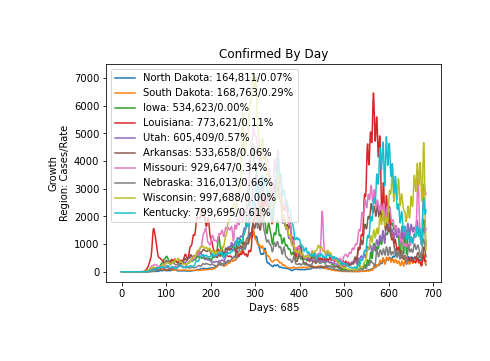 Confirmed By Day
Growth
Region: Cases/Rate
7000
6000
5000
4000
3000
2000
1000
0
North Dakota: 164,811/0.07%
South Dakota: 168,763/0.29%
Iowa: 534,623/0.00%
Louisiana: 773,621/0.11%
Utah: 605,409/0.57%
Arkansas: 533,658/0.06%
Missouri: 929,647/0.34%
Nebraska: 316,013/0.66%
Wisconsin: 997,688/0.00%
Kentucky: 799,695/0.61%
0 100 200 300 400 500 600 700
Days: 685